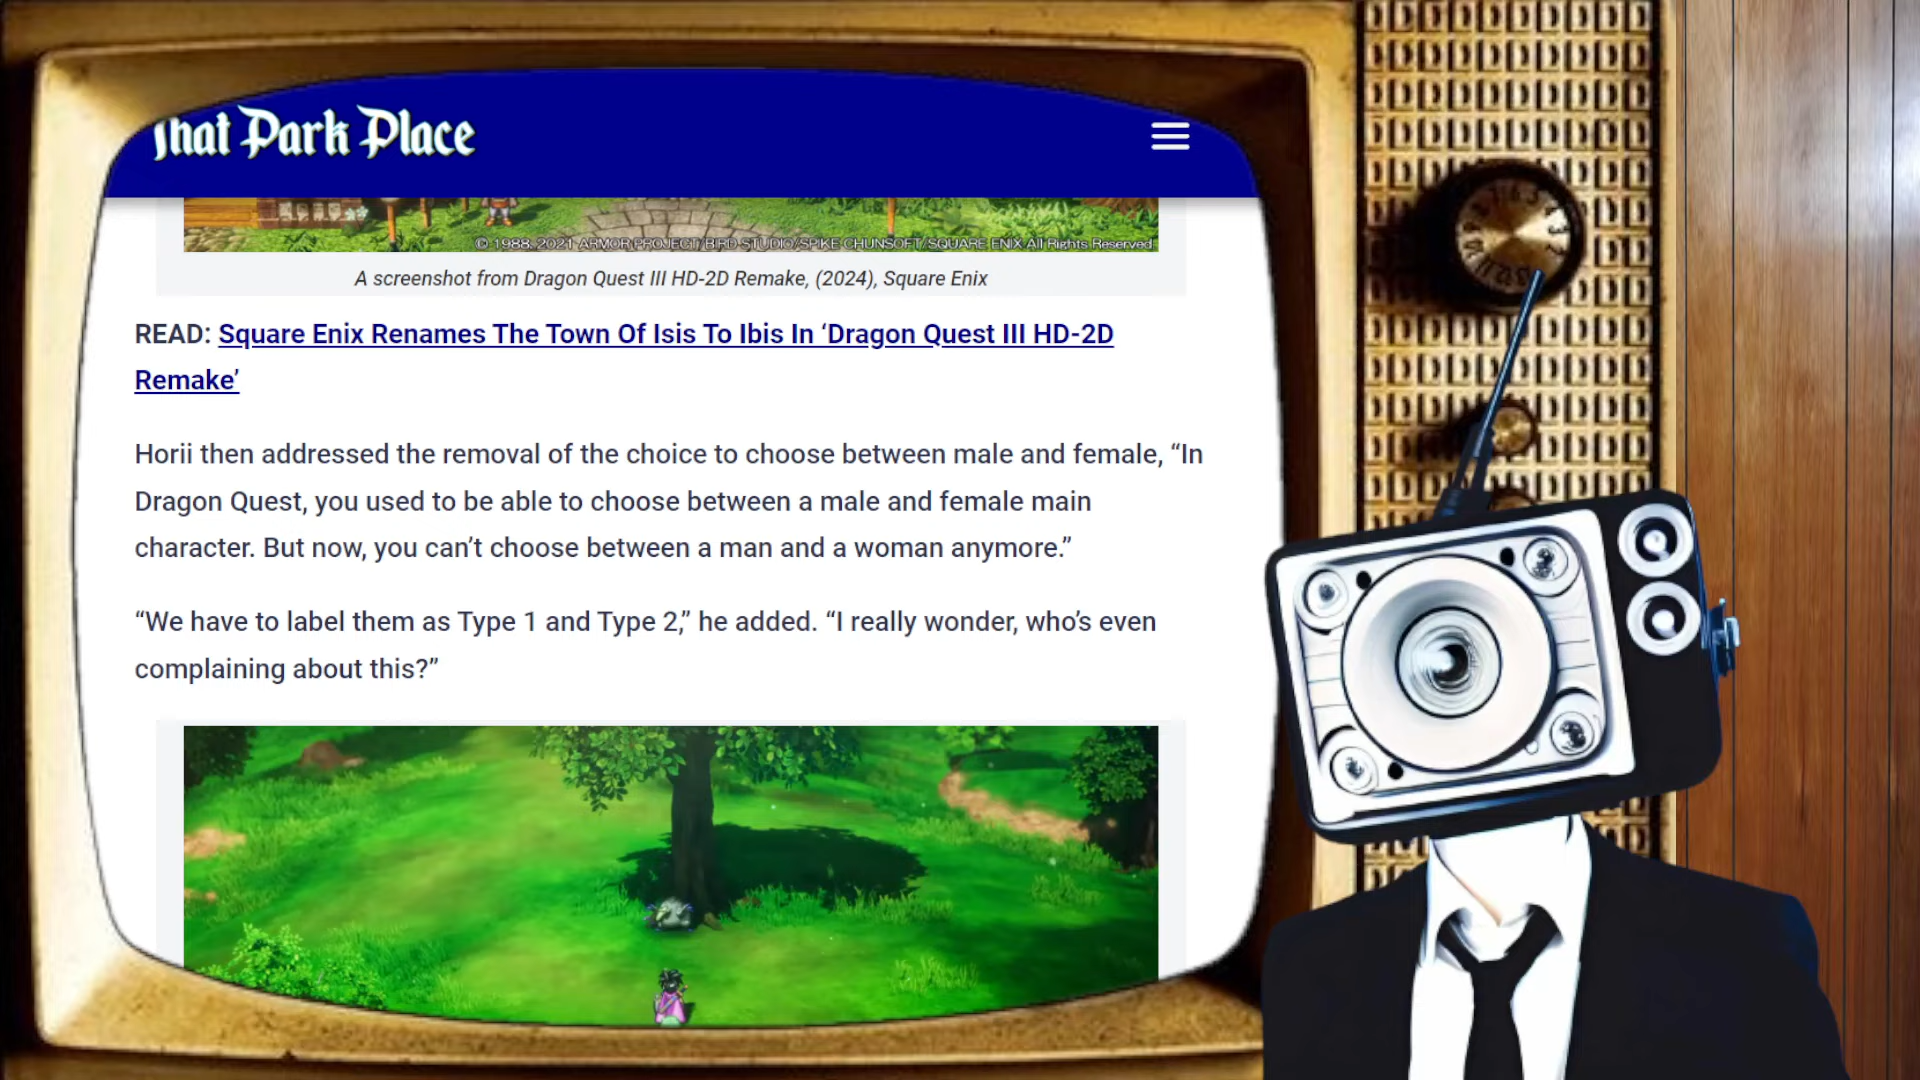 That Park Place
© 1988, 2021 ARMOR PROJECT/BIRD STUDIO/SPIKE CHUNSOFT/SQUARE ENIX All Rights Reserved
A screenshot from Dragon Quest III HD-2D Remake, (2024), Square Enix
READ: Square Enix Renames The Town Of Isis To Ibis In ‘Dragon Quest III HD-2D
Remake’
Horii then addressed the removal of the choice to choose between male and female, “In
Dragon Quest, you used to be able to choose between a male and female main
character. But now, you can’t choose between a man and a woman anymore.”
“We have to label them as Type 1 and Type 2,” he added. “I really wonder, who’s even
complaining about this?”